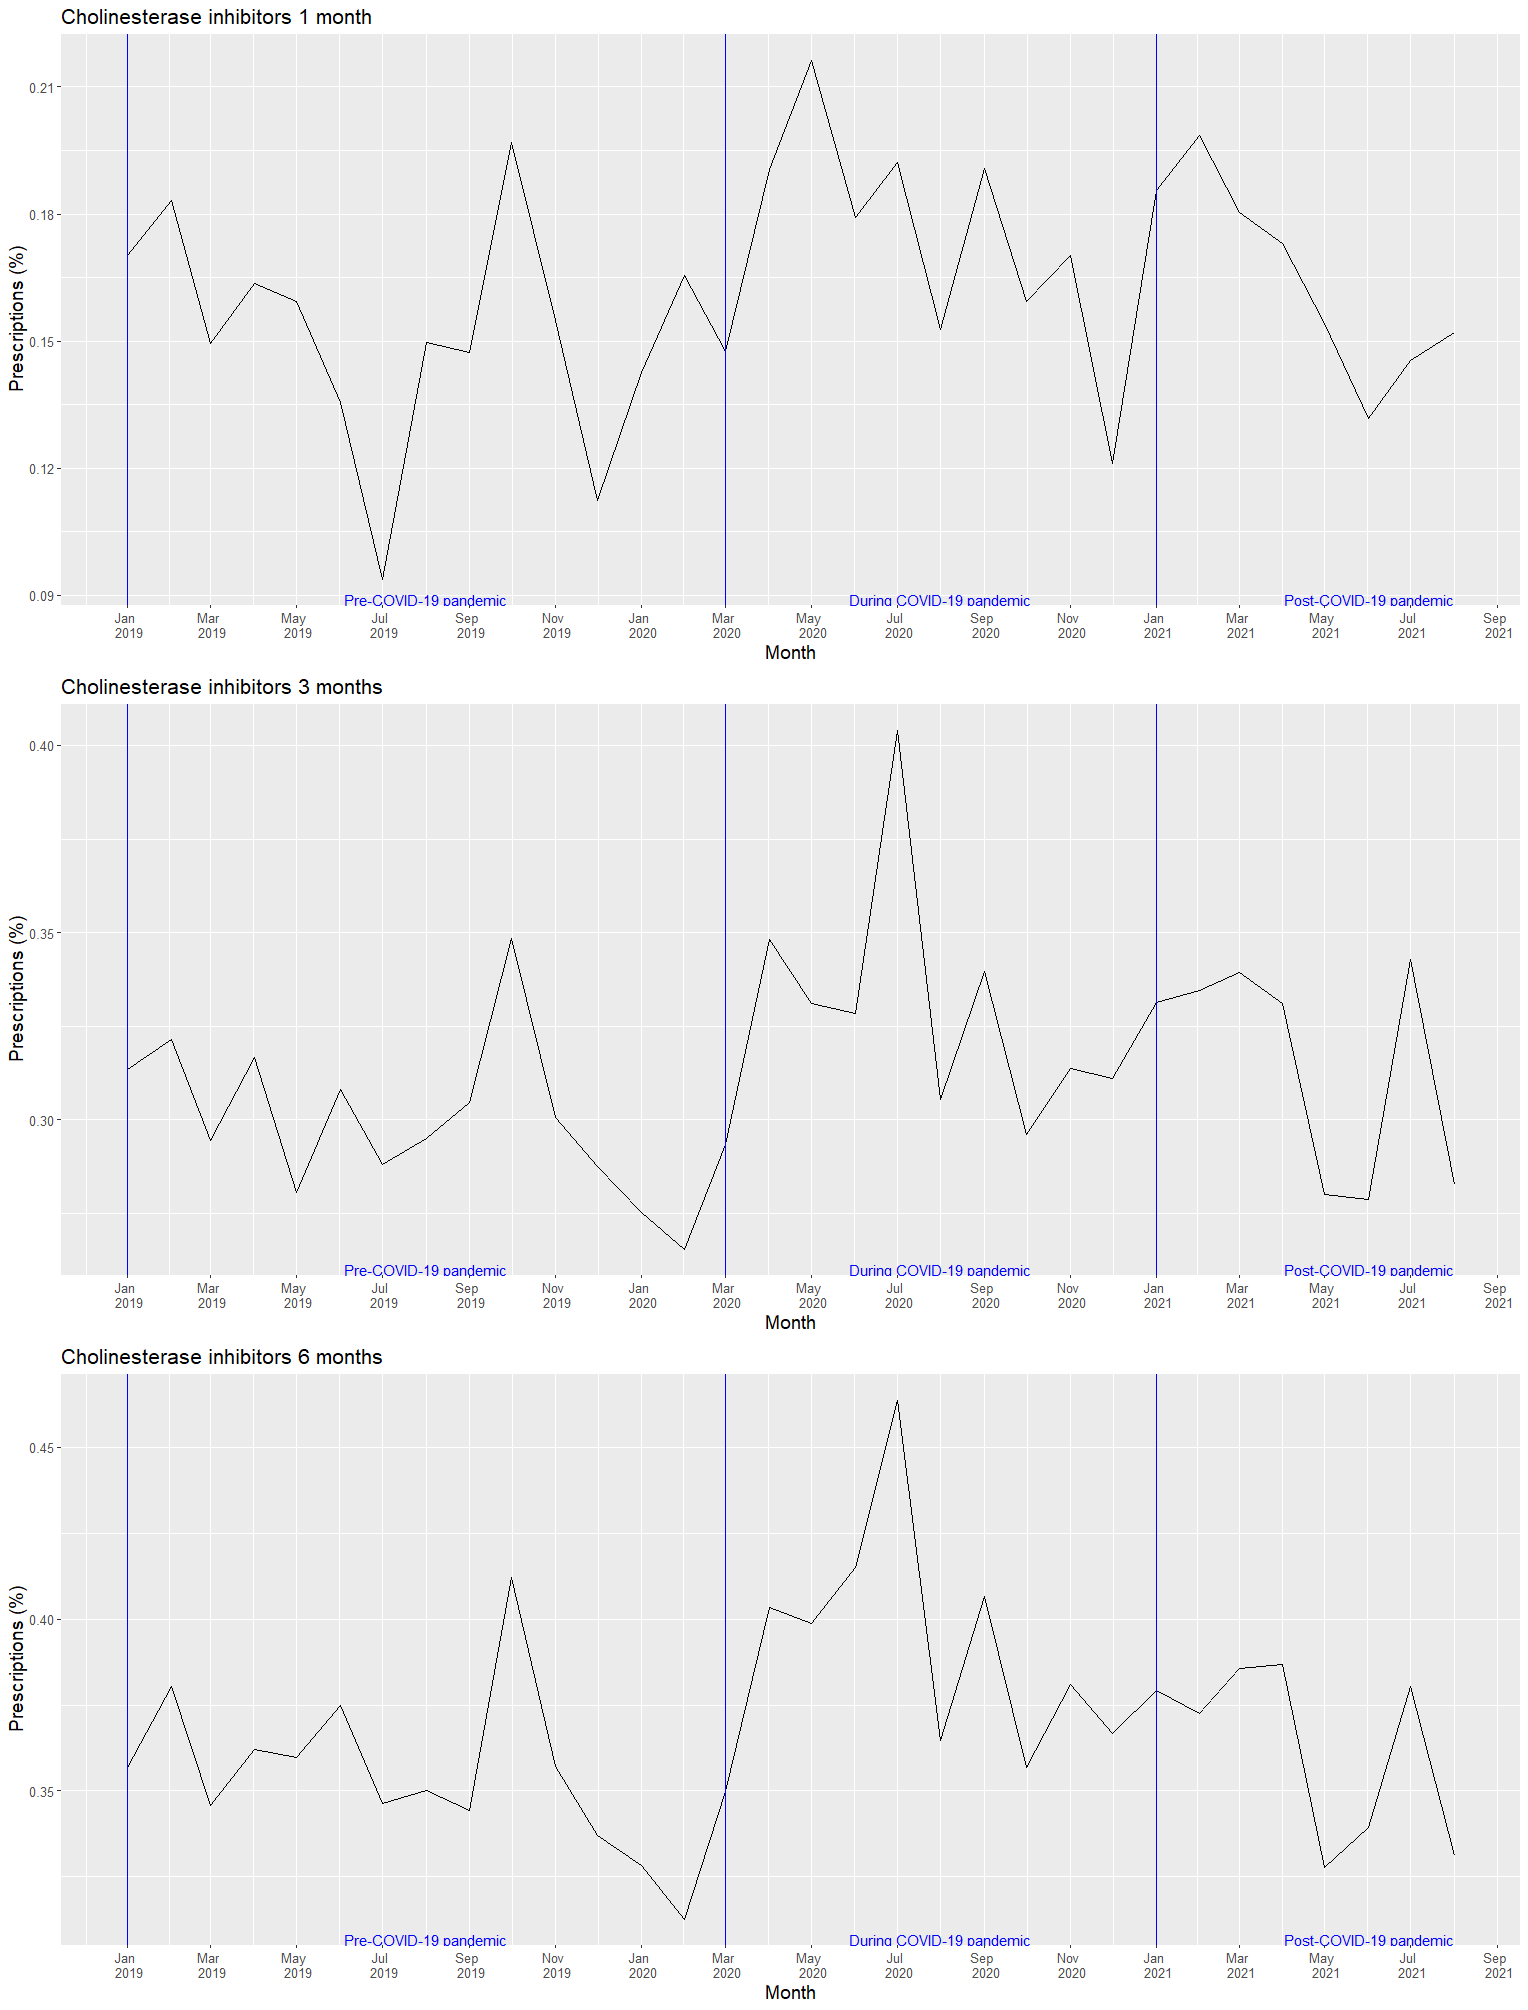 Cholinesterase inhibitors 1 month
Prescriptions (%)
0.21
0.18
0.15
0.12
0.09
Pre-COVID-19 pandemic During COVID-19 pandemic Post-COVID-19 pandemic
Jan Mar May Jul Sep Nov Jan Mar May Jul Sep Nov Jan Mar May Jul Sep
2019 2019 2019 2019 2019 2019 2020 2020 2020 2020 2020 2020 2021 2021 2021 2021 2021
Month
Cholinesterase inhibitors 3 months
Prescriptions (%)
0.40
0.35
0.30
Pre-COVID-19 pandemic During COVID-19 pandemic Post-COVID-19 pandemic
Jan Mar May Jul Sep Nov Jan Mar May Jul Sep Nov Jan Mar May Jul Sep
2019 2019 2019 2019 2019 2019 2020 2020 2020 2020 2020 2020 2021 2021 2021 2021 2021
Month
Cholinesterase inhibitors 6 months
Prescriptions (%)
0.45
0.40
0.35
Pre-COVID-19 pandemic During COVID-19 pandemic Post-COVID-19 pandemic
Jan Mar May Jul Sep Nov Jan Mar May Jul Sep Nov Jan Mar May Jul Sep
2019 2019 2019 2019 2019 2019 2020 2020 2020 2020 2020 2020 2021 2021 2021 2021 2021
Month